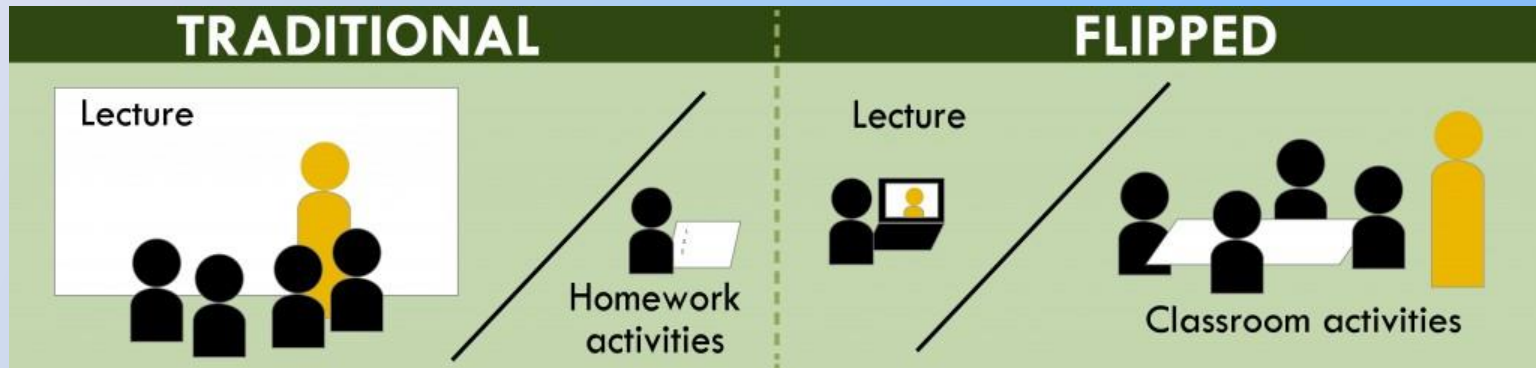 TRADITIONAL
Lecture
Homework
activities
FLIPPED
Lecture
Classroom activities